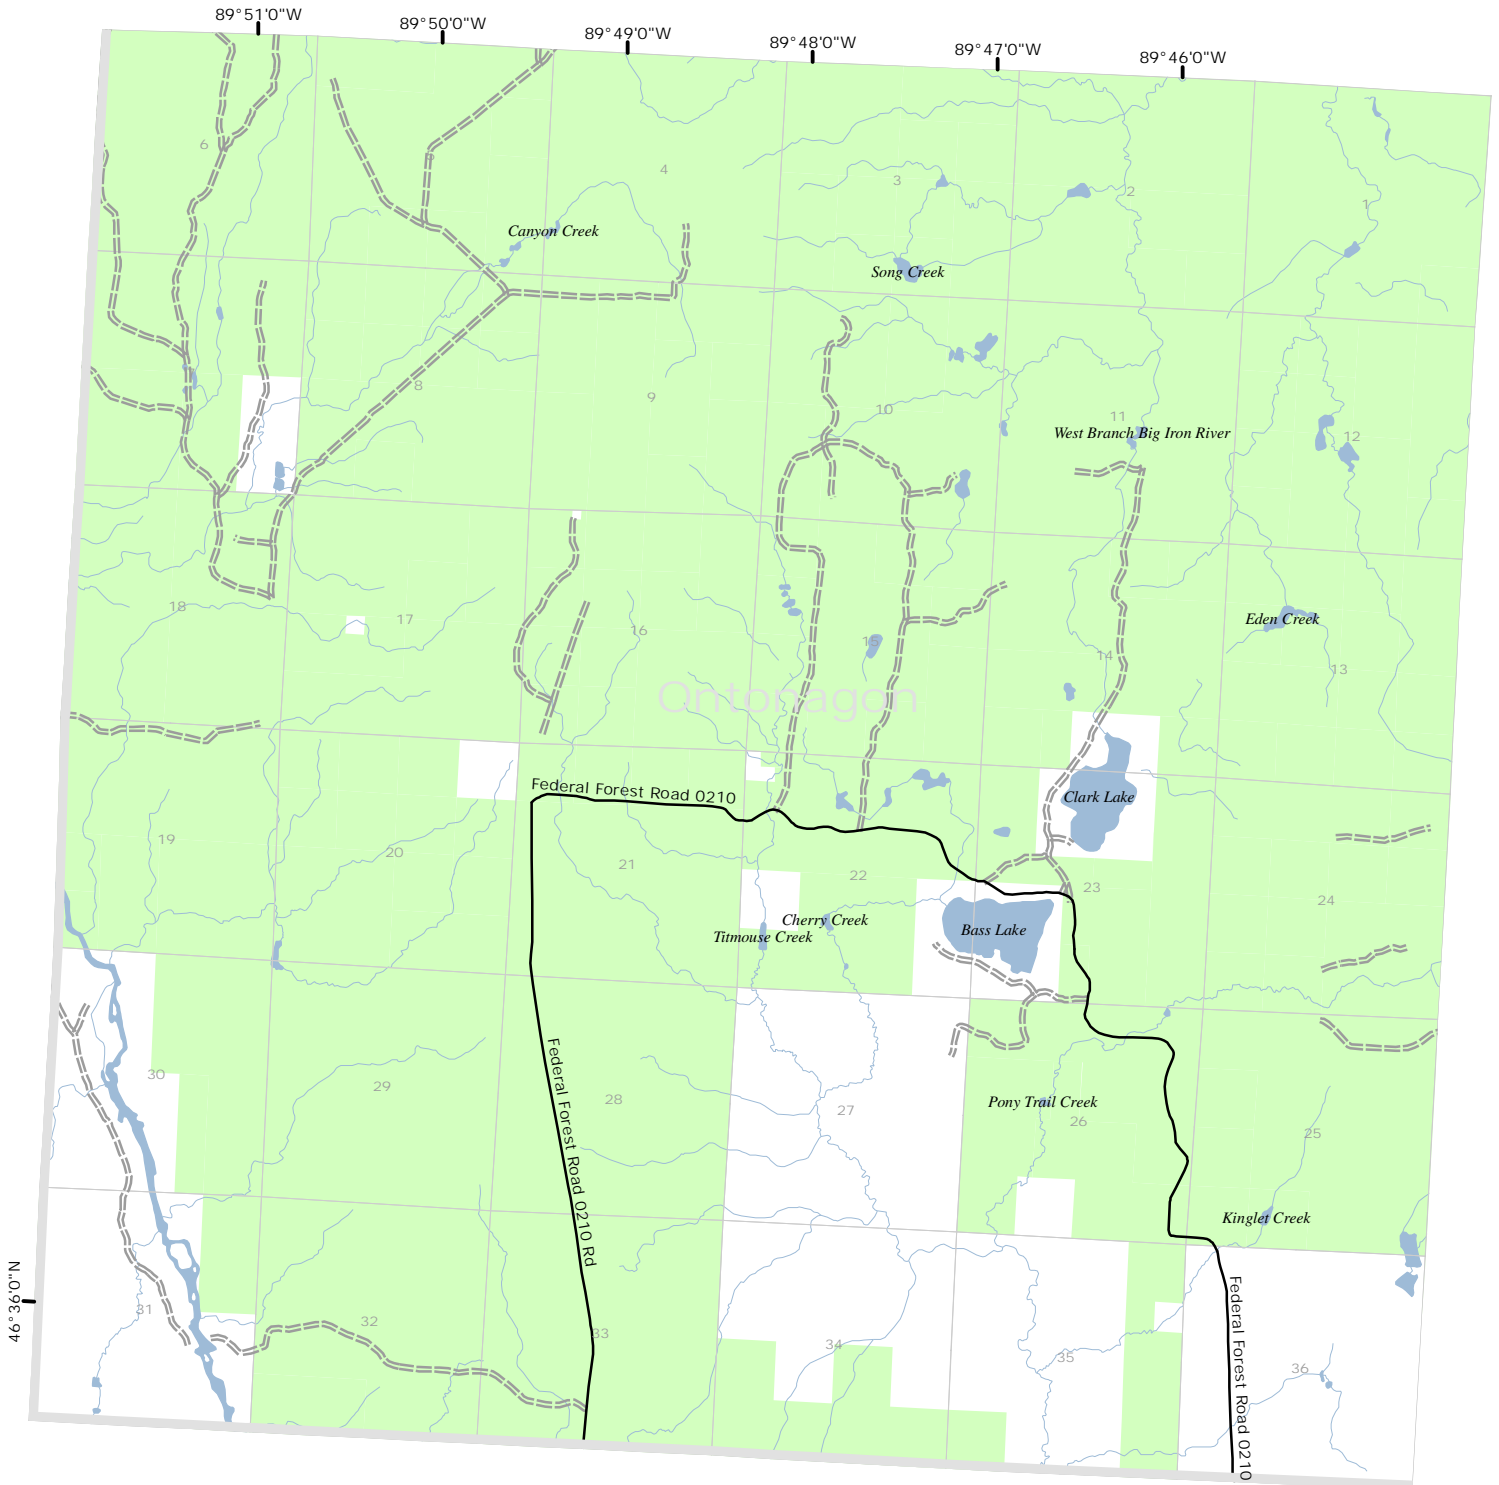 89°51'0"W
89°50'0"W
89°49'0"W
89°48'0"W
89°47'0"W
89°46'0"W
6
5
4
3
2
1
Canyon Creek
Song Creek
8
9
10
11
12
West Branch Big Iron River
18
17
16
15
14
13
Eden Creek
Ontonagon
Clark Lake
Federal Forest Road 0210
19
20
21
22
23
24
Cherry Creek
Titmouse Creek
Bass Lake
30
29
28
27
26
25
Pony Trail Creek
Federal Forest Road 0210 Rd
Kinglet Creek
46°36'0"N
31
32
33
34
35
36
Federal Forest Road 0210